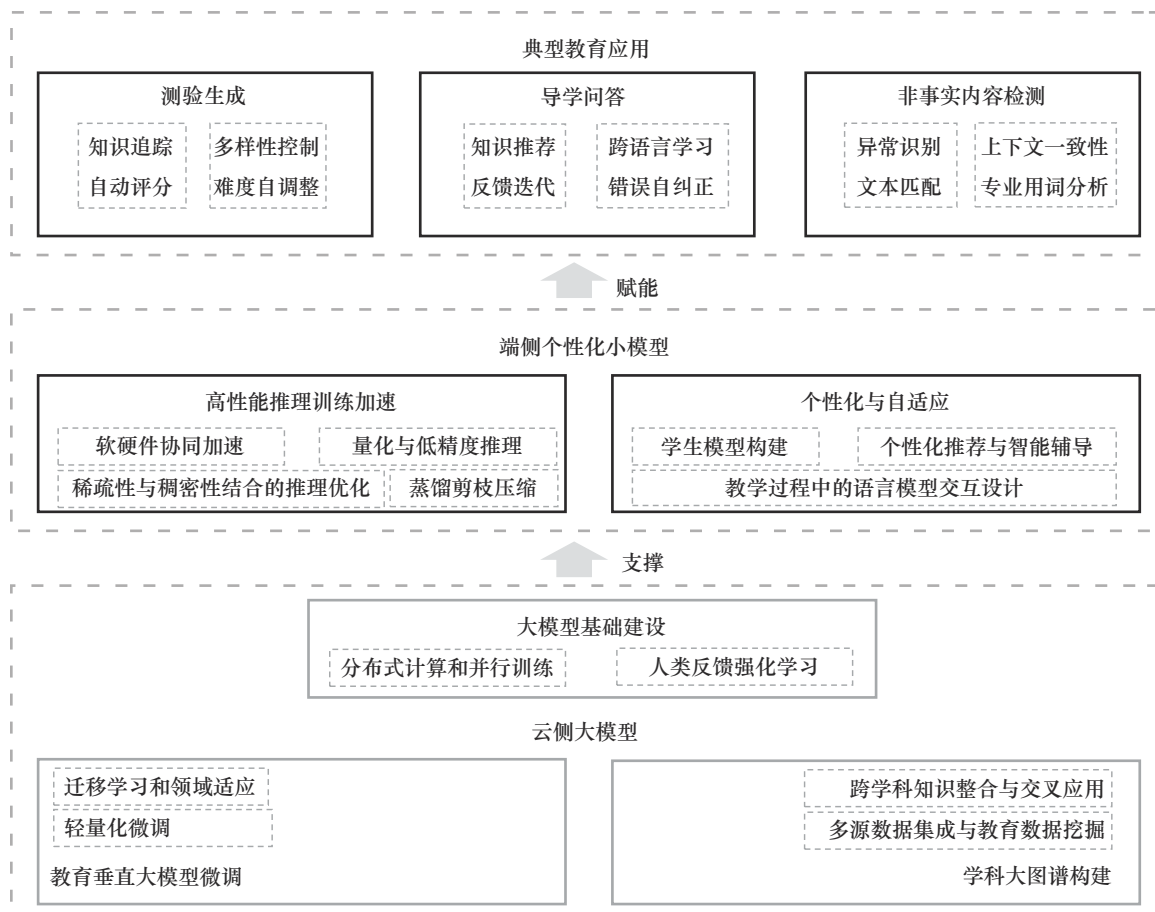 典型教育应用
测验生成
知识追踪
自动评分
多样性控制
难度自调整
导学问答
知识推荐
反馈迭代
跨语言学习
错误自纠正
非事实内容检测
异常识别
文本匹配
上下文一致性
专业用词分析
赋能
端侧个性化小模型
高性能推理训练加速
软硬件协同加速
量化与低精度推理
稀疏性与稠密性结合的推理优化
蒸馏剪枝压缩
个性化与自适应
学生模型构建
个性化推荐与智能辅导
教学过程中的语言模型交互设计
支撑
大模型基础建设
分布式计算和并行训练
人类反馈强化学习
云侧大模型
迁移学习和领域适应
轻量化微调
教育垂直大模型微调
跨学科知识整合与交叉应用
多源数据集成与教育数据挖掘
学科大图谱构建